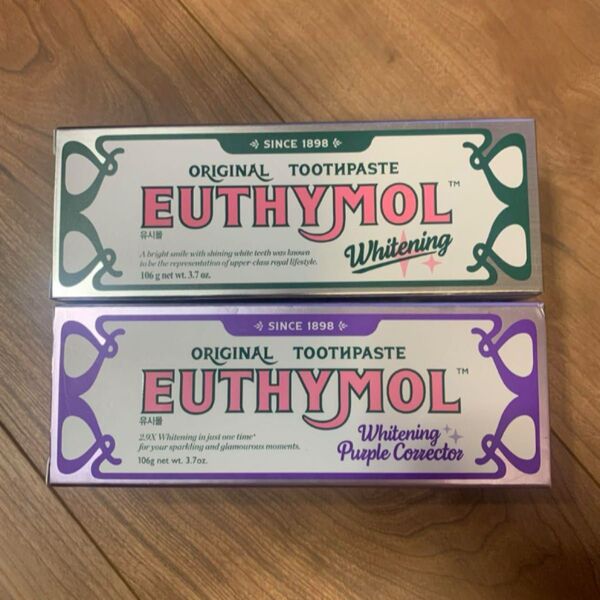 SINCE 1898
ORIGINAL TOOTHPASTE
EUTHYMOL™
유시몰
Whitening
A bright smile with shining white teeth was known
to be the representation of upper-class royal lifestyle.
106 g net wt. 3.7 oz.
SINCE 1898
ORIGINAL TOOTHPASTE
EUTHYMOL™
유시몰
Whitening
Purple Corrector
2.9X Whitening in just one time*
for your sparkling and glamourous moments.
106g net wt. 3.7oz.